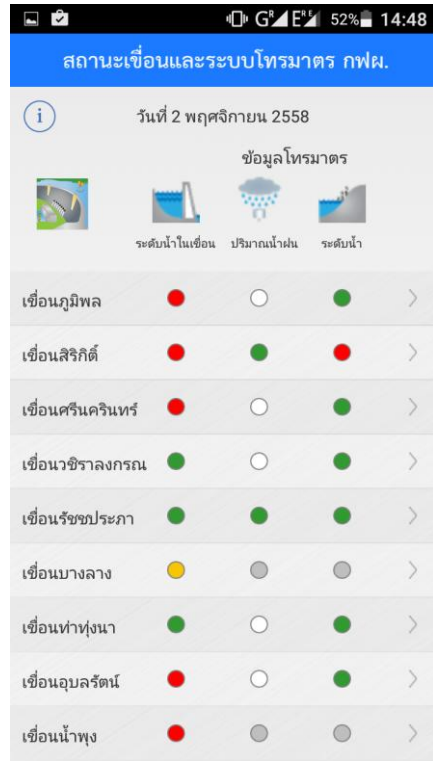 52% 14:48
สถานะเขื่อนและระบบโทรมาตร กฟผ.
i วันที่ 2 พฤศจิกายน 2558
ข้อมูลโทรมาตร
ระดับน้ำในเขื่อน ปริมาณน้ำฝน ระดับน้ำ
เขื่อนภูมิพล
เขื่อนสิริกิติ์
เขื่อนศรีนครินทร์
เขื่อนวชิราลงกรณ
เขื่อนรัชชประภา
เขื่อนบางลาง
เขื่อนท่าทุ่งนา
เขื่อนอุบลรัตน์
เขื่อนน้ำพุง